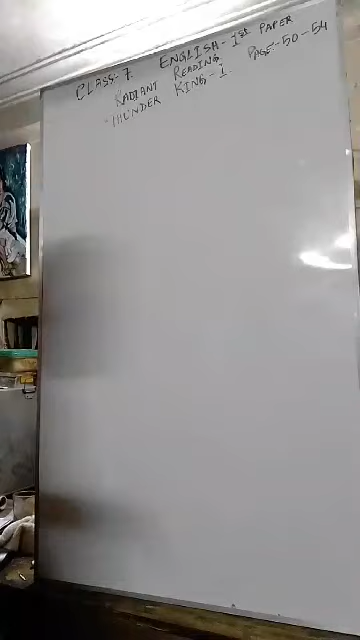 CLASS-7 ENGLISH-1st PAPER
RADIANT READING PAGE-50-54
THUNDER KING-1